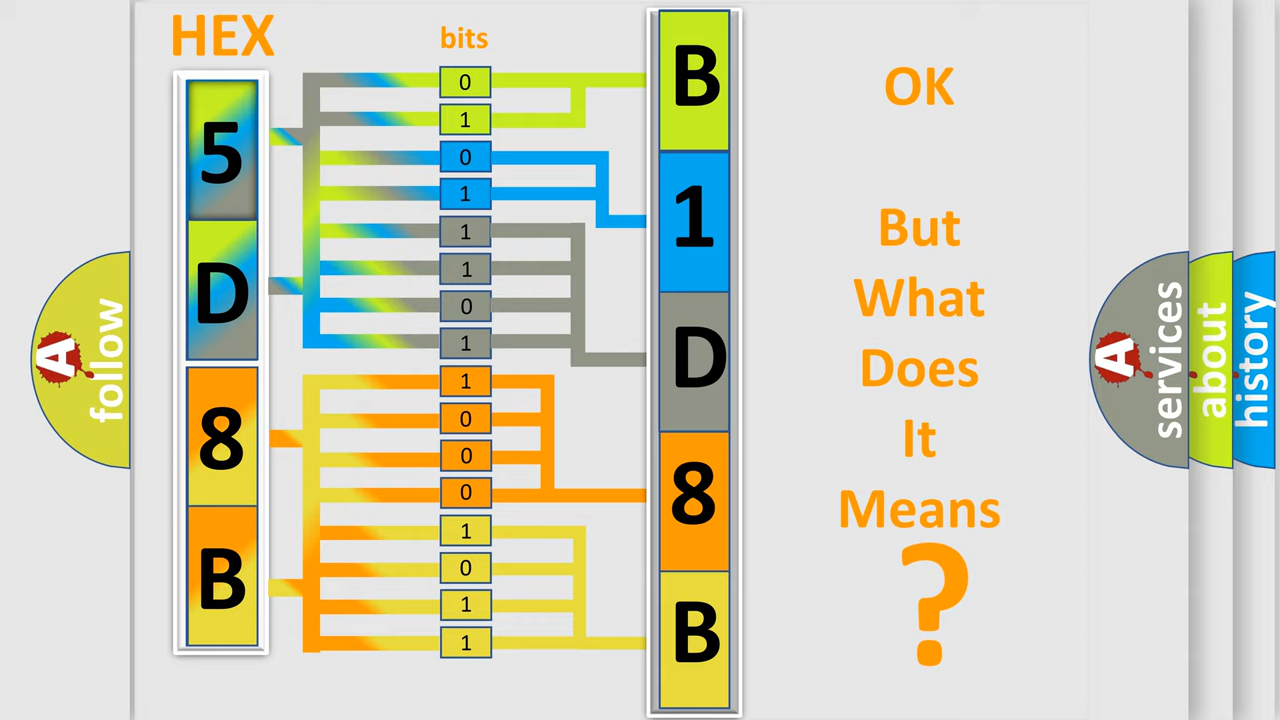 HEX
bits
5
D
8
B
0
1
0
1
1
1
0
1
1
0
0
0
1
0
1
1
B
1
D
8
B
OK
But
What
Does
It
Means
?
A
follow
A
services
about
history